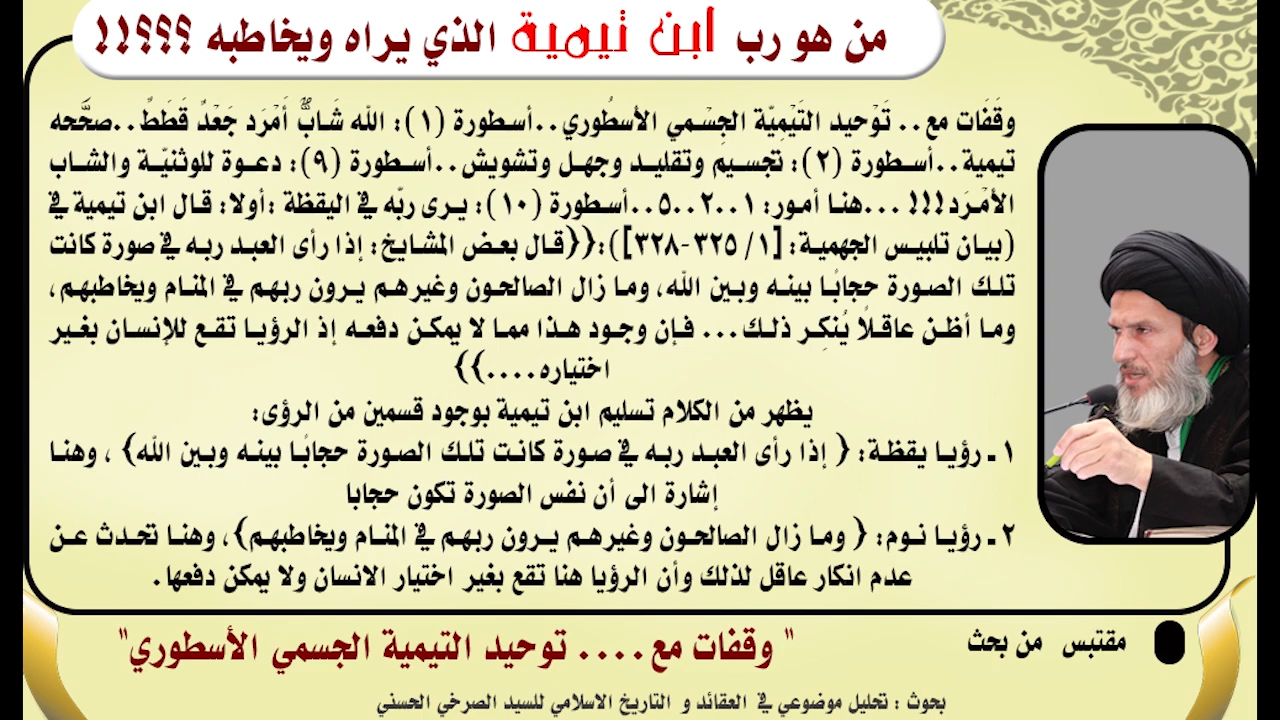 من هو رب ابن تيمية الذي يراه ويخاطبه ؟؟؟!!
وقَفَات مع.. تَوْحيد التَيْمِيّة الجِسْمي الأسطُوري..أسطورة (١): الله شَابٌّ أَمْرَد جَعْدٌ قَطَطٌ..صحَّحه
تيمية..أسطورة (٢): تجسيم وتقليد وجهل وتشويش..أسطورة (٩): دعوة للوثنيّة والشاب
الأَمْرَد!!! ...هنا أمور: ١..٢..٥..أسطورة (١٠): يرى ربّه في اليقظة :أولا: قال ابن تيمية في
(بيان تلبيس الجهمية: [١/ ٣٢٥-٣٢٨]):{{قال بعض المشايخ: إذا رأى العبد ربه في صورة كانت
تلك الصورة حجابًا بينه وبين الله، وما زال الصالحون وغيرهم يرون ربهم في المنام ويخاطبهم،
وما أظن عاقلًا يُنكِر ذلك... فإن وجود هذا مما لا يمكن دفعه إذ الرؤيا تقع للإنسان بغير
اختياره....}}
يظهر من الكلام تسليم ابن تيمية بوجود قسمين من الرؤى:
١ـ رؤيا يقظة: { إذا رأى العبد ربه في صورة كانت تلك الصورة حجابًا بينه وبين الله} ، وهنا
إشارة الى أن نفس الصورة تكون حجابا
٢ـ رؤيا نوم: { وما زال الصالحون وغيرهم يرون ربهم في المنام ويخاطبهم}، وهنا تحدث عن
عدم انكار عاقل لذلك وأن الرؤيا هنا تقع بغير اختيار الانسان ولا يمكن دفعها.
مقتبس من بحث
" وقفات مع.... توحيد التيمية الجسمي الأسطوري"
بحوث : تحليل موضوعي في العقائد و التاريخ الاسلامي للسيد الصرخي الحسني